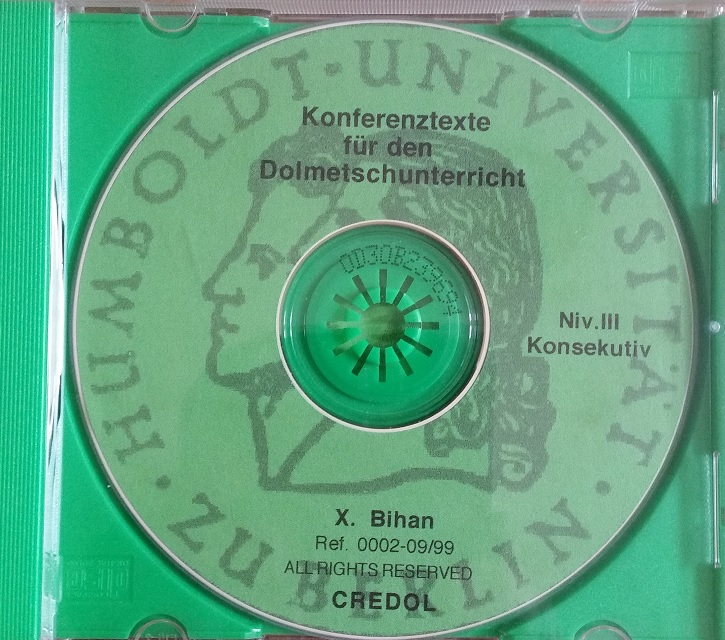 HUMBOLDT-UNIVERSITÄT
• ZU BERLIN •
Konferenztexte
für den
Dolmetschunterricht
Niv.III
Konsekutiv
X. Bihan
Ref. 0002-09/99
ALL RIGHTS RESERVED
CREDOL